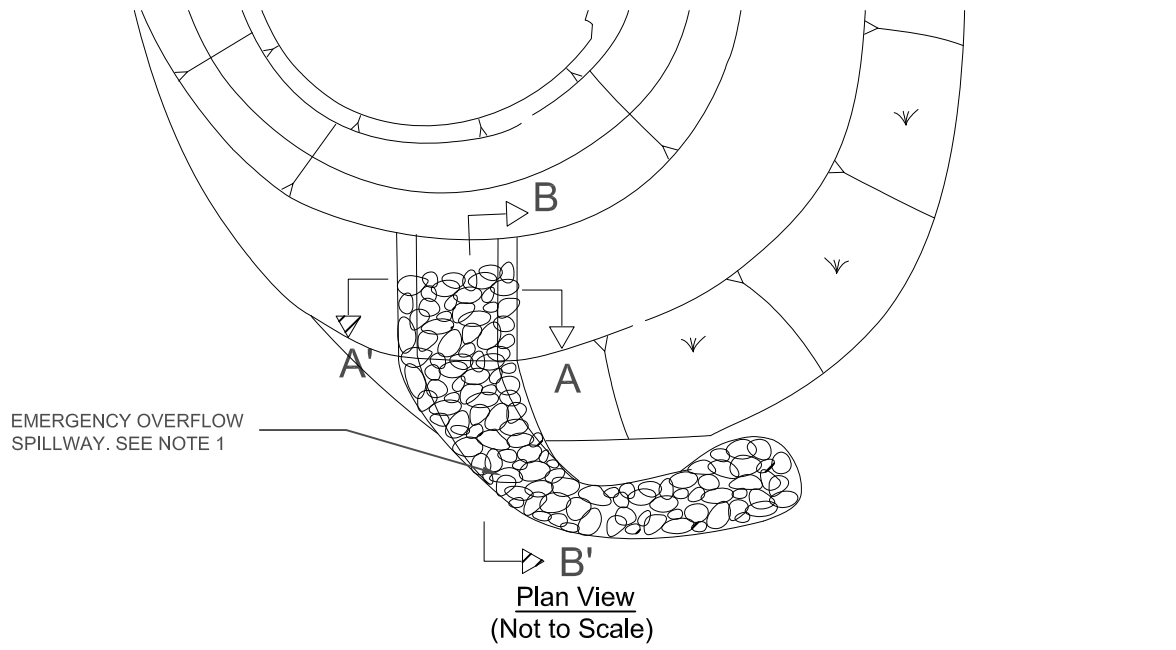 B
A'
A
EMERGENCY OVERFLOW
SPILLWAY. SEE NOTE 1
B'
Plan View
(Not to Scale)